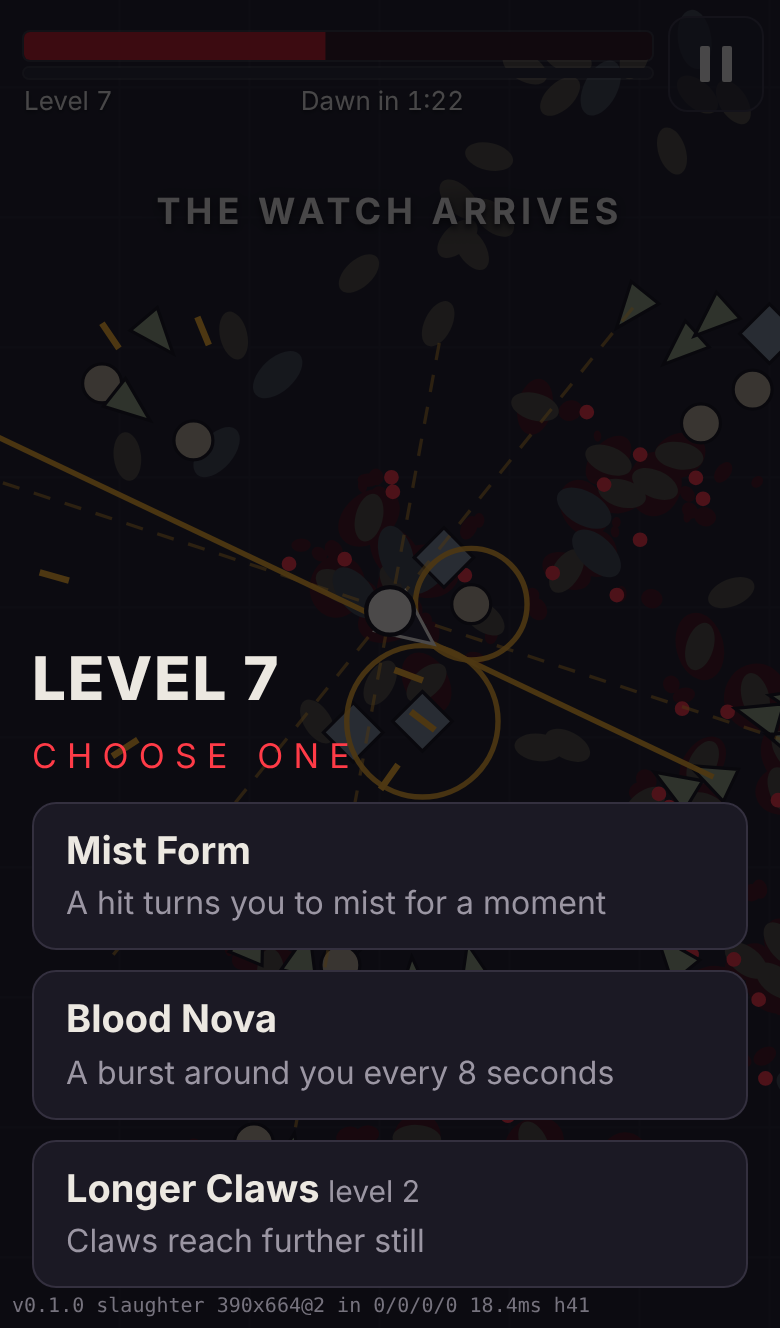 Level 7
Dawn in 1:22
THE WATCH ARRIVES
LEVEL 7
CHOOSE ONE
Mist Form
A hit turns you to mist for a moment
Blood Nova
A burst around you every 8 seconds
Longer Claws level 2
Claws reach further still
v0.1.0 slaughter 390x664@2 in 0/0/0/0 18.4ms h41